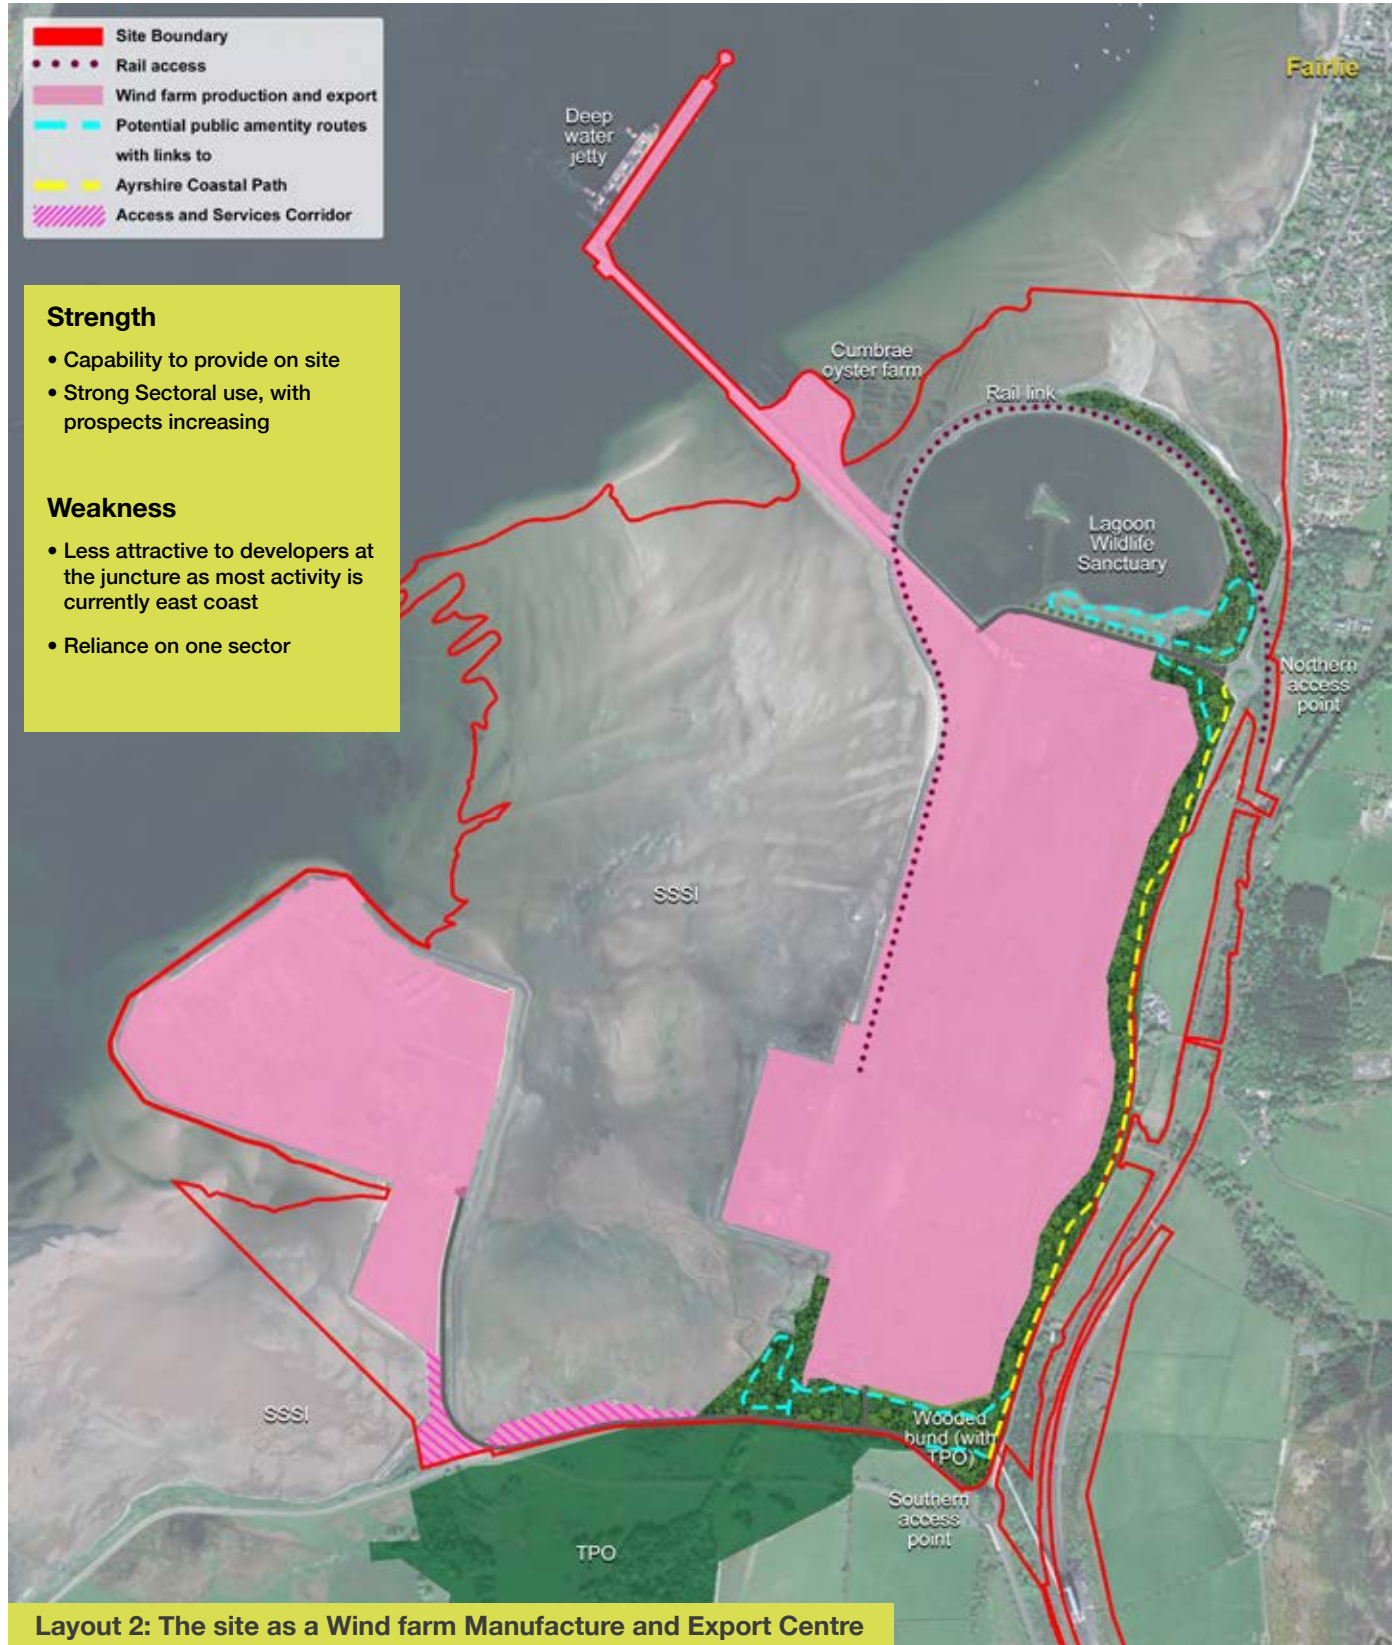 Site Boundary
Rail access
Wind farm production and export
Potential public amentity routes
with links to
Ayrshire Coastal Path
Access and Services Corridor
Fairlie
Deep
water
jetty
Strength
• Capability to provide on site
• Strong Sectoral use, with
prospects increasing
Weakness
• Less attractive to developers at
the juncture as most activity is
currently east coast
• Reliance on one sector
Cumbrae
oyster farm
Rail link
Lagoon
Wildlife
Sanctuary
Northern
access
point
SSSI
SSSI
Wooded
bund (with
TPO)
Southern
access
point
TPO
Layout 2: The site as a Wind farm Manufacture and Export Centre